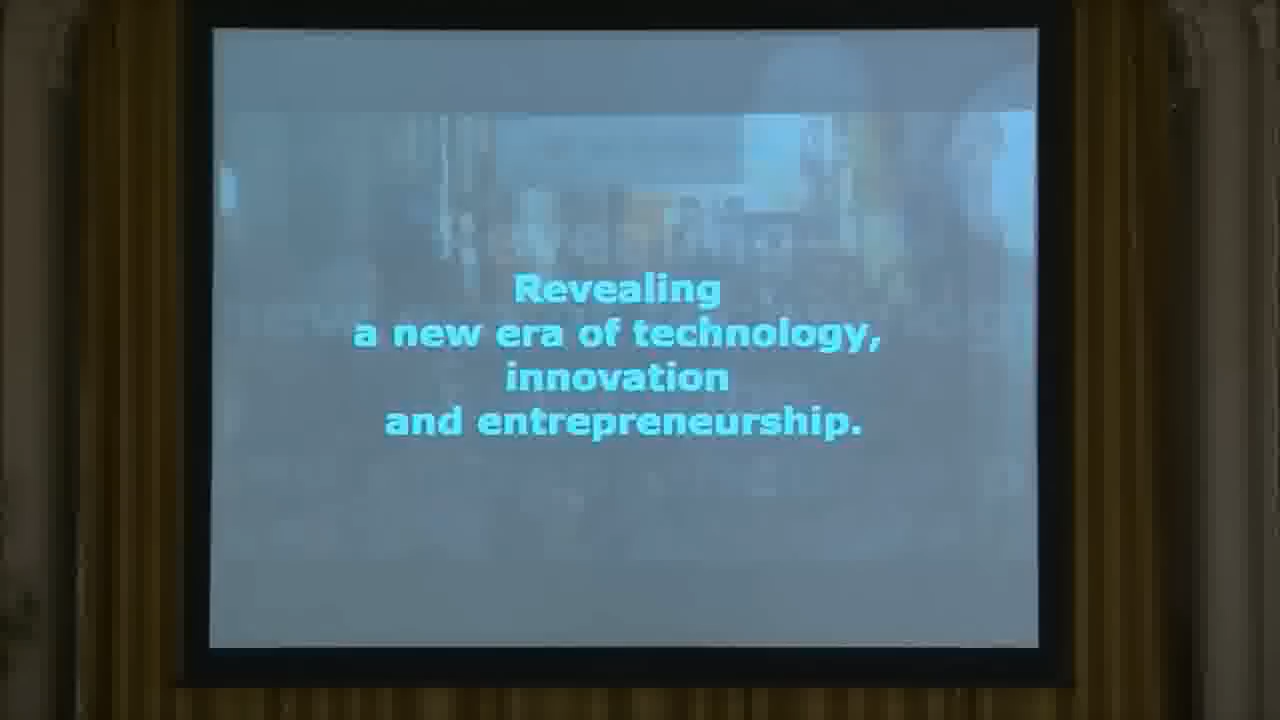 Revealing
a new era of technology,
innovation
and entrepreneurship.